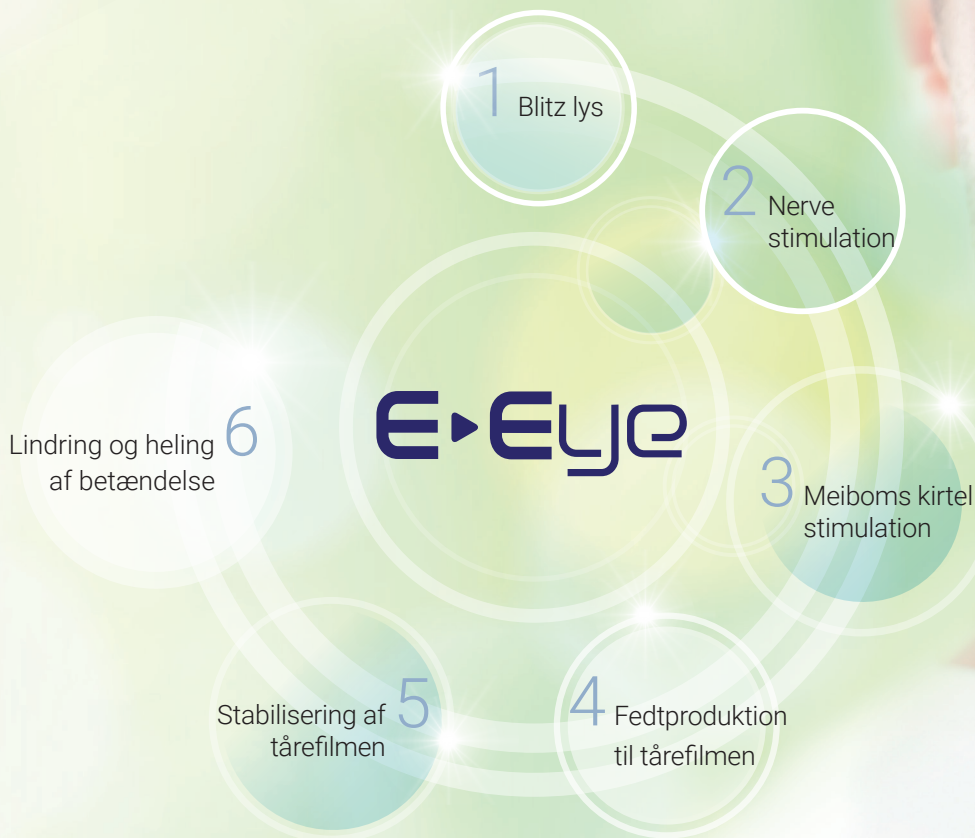 1 Blitz lys
2 Nerve
stimulation
3 Meiboms kirtel
stimulation
4 Fedtproduktion
til tårefilmen
5 Stabilisering af
tårefilmen
6 Lindring og heling
af betændelse
E▸Eye